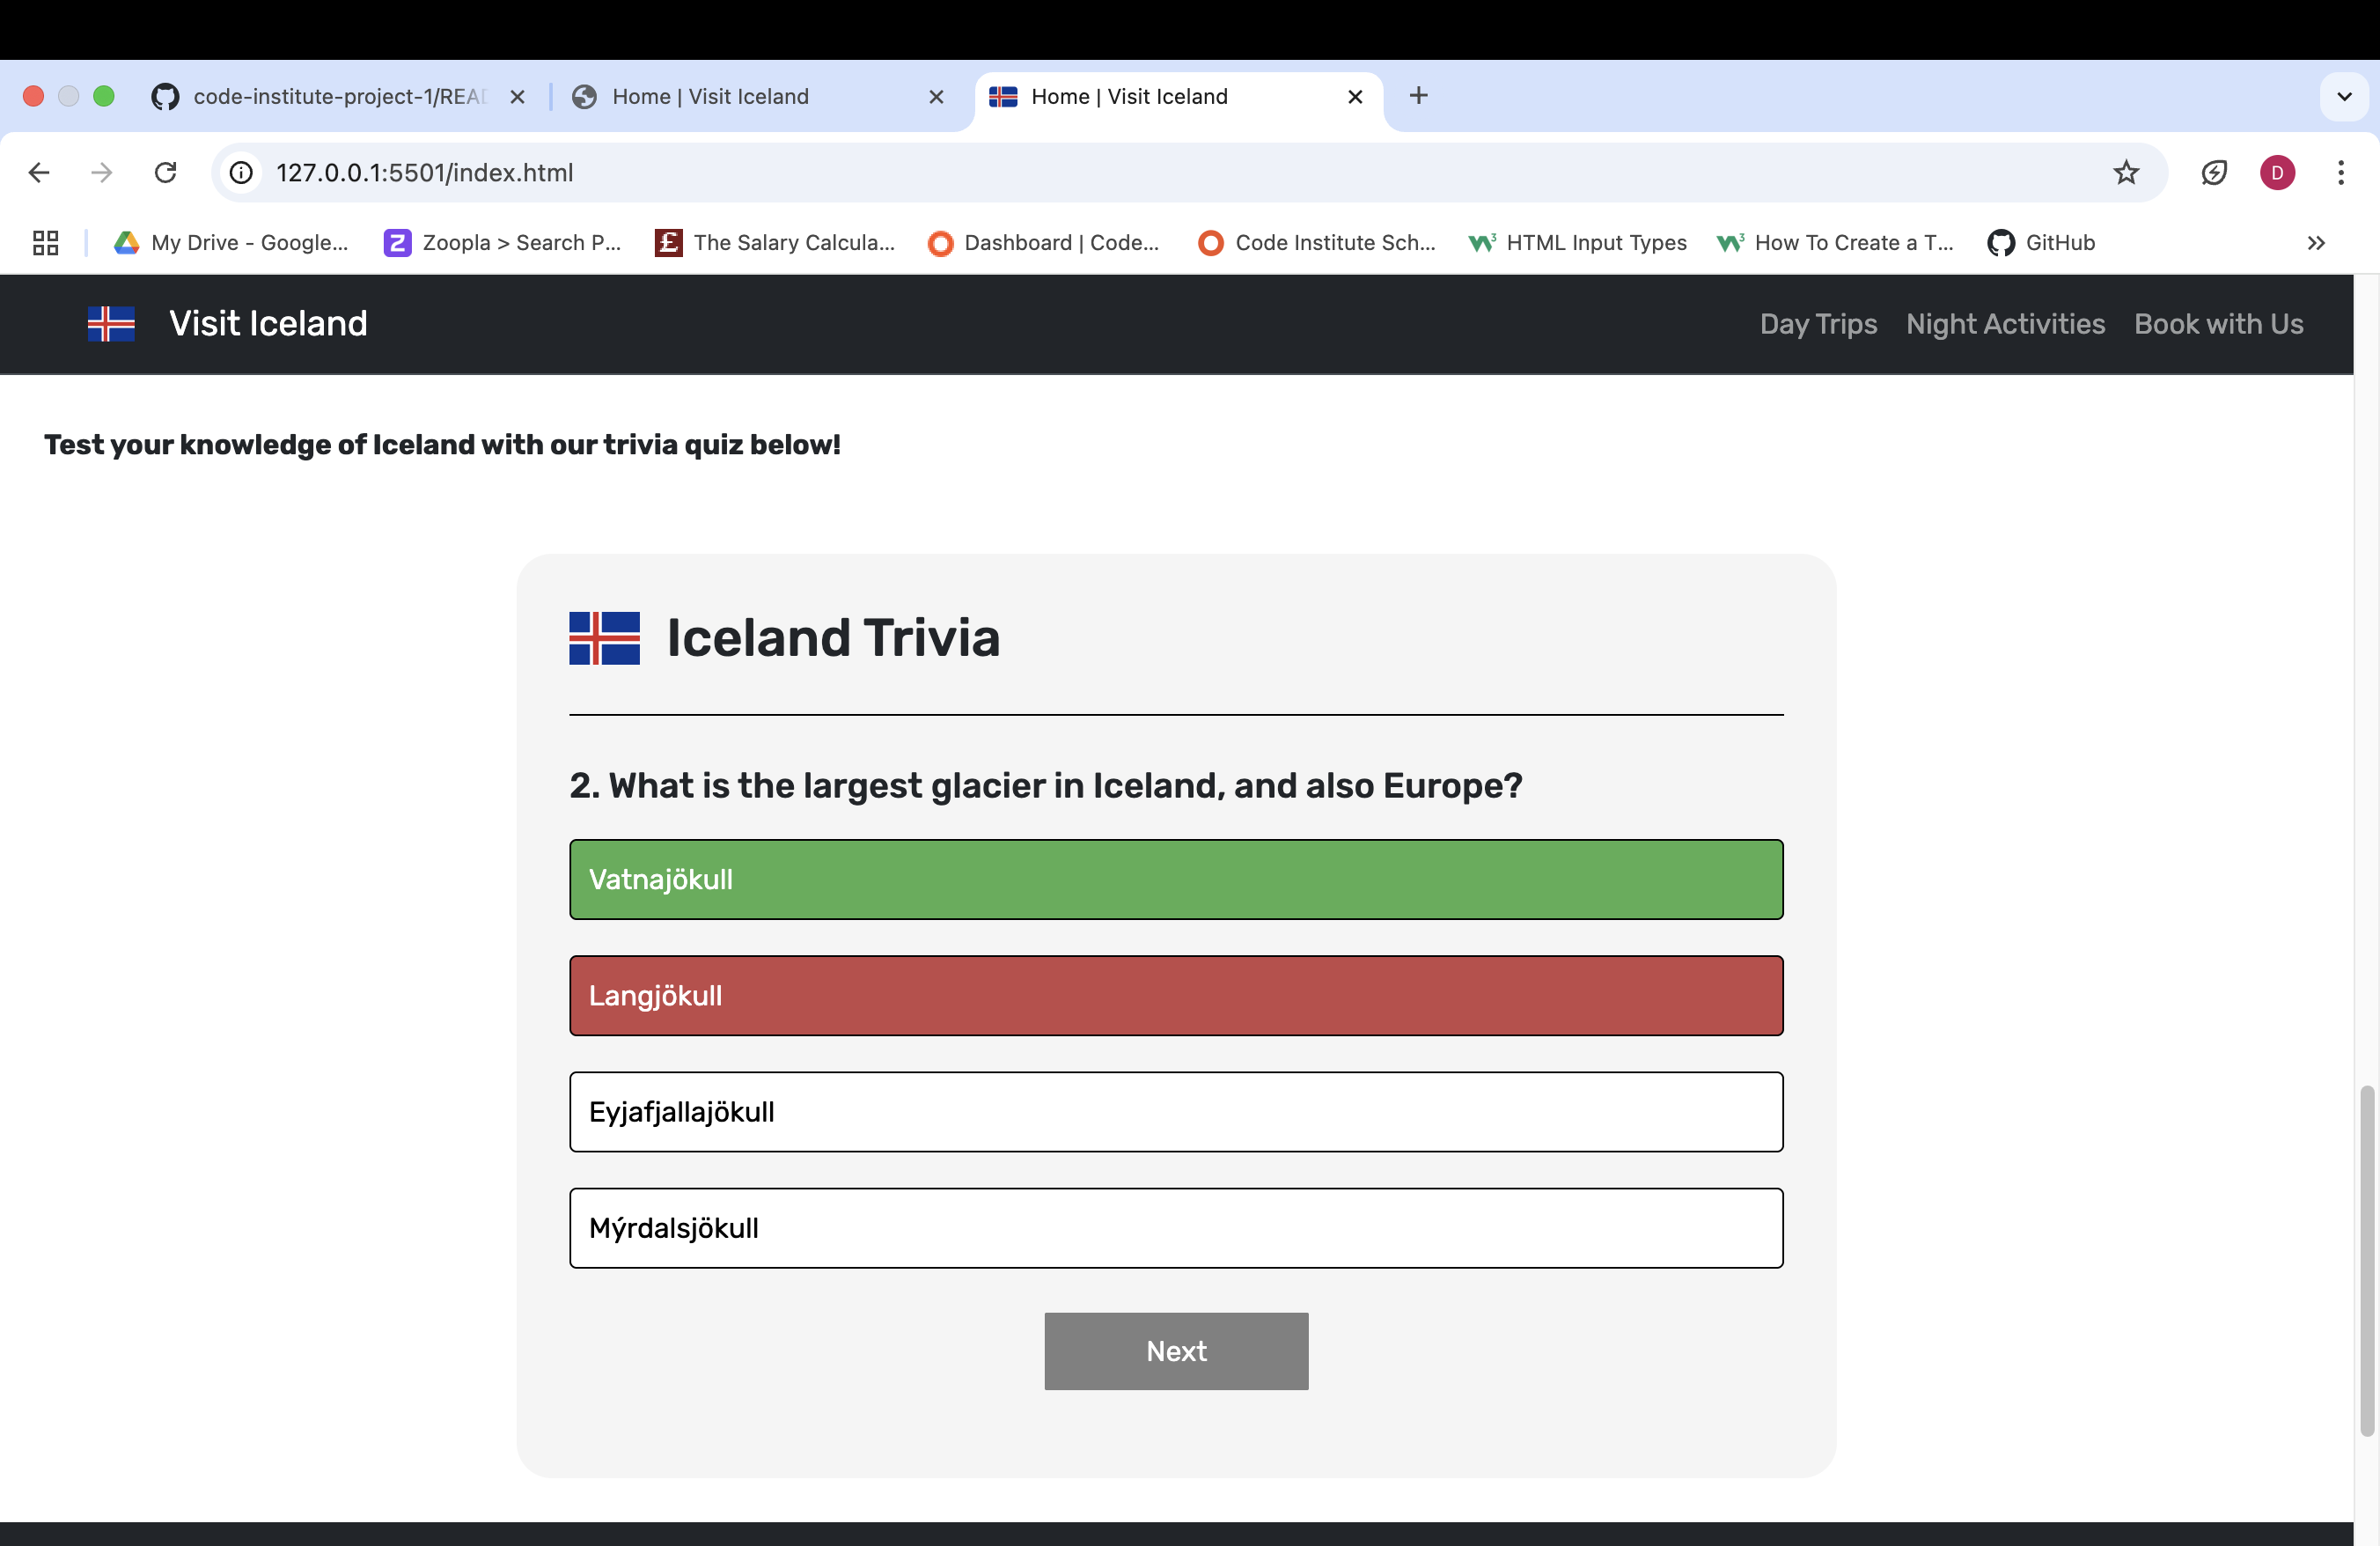 code-institute-project-1/REA
Home | Visit Iceland
Home | Visit Iceland
127.0.0.1:5501/index.html
D
My Drive - Google...
Zoopla > Search P...
The Salary Calcula...
Dashboard | Code...
Code Institute Sch...
HTML Input Types
How To Create a T...
GitHub
Visit Iceland
Day Trips
Night Activities
Book with Us
Test your knowledge of Iceland with our trivia quiz below!
Iceland Trivia
2. What is the largest glacier in Iceland, and also Europe?
Vatnajökull
Langjökull
Eyjafjallajökull
Mýrdalsjökull
Next